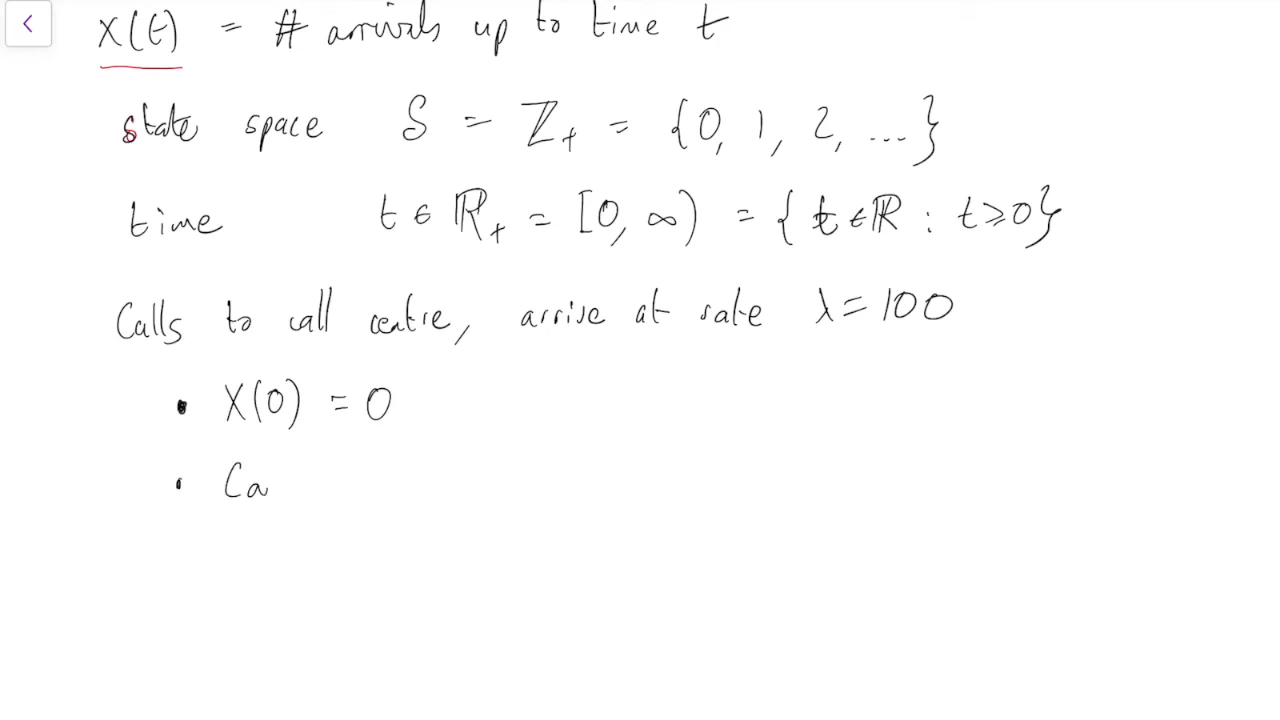 X(t) = # arrivals up to time t
state space S = ℤ₊ = {0, 1, 2, ...}
time t ∈ ℝ₊ = [0, ∞) = {t ∈ ℝ : t ⩾ 0}
Calls to call centre, arrive at rate λ = 100
• X(0) = 0
• Ca